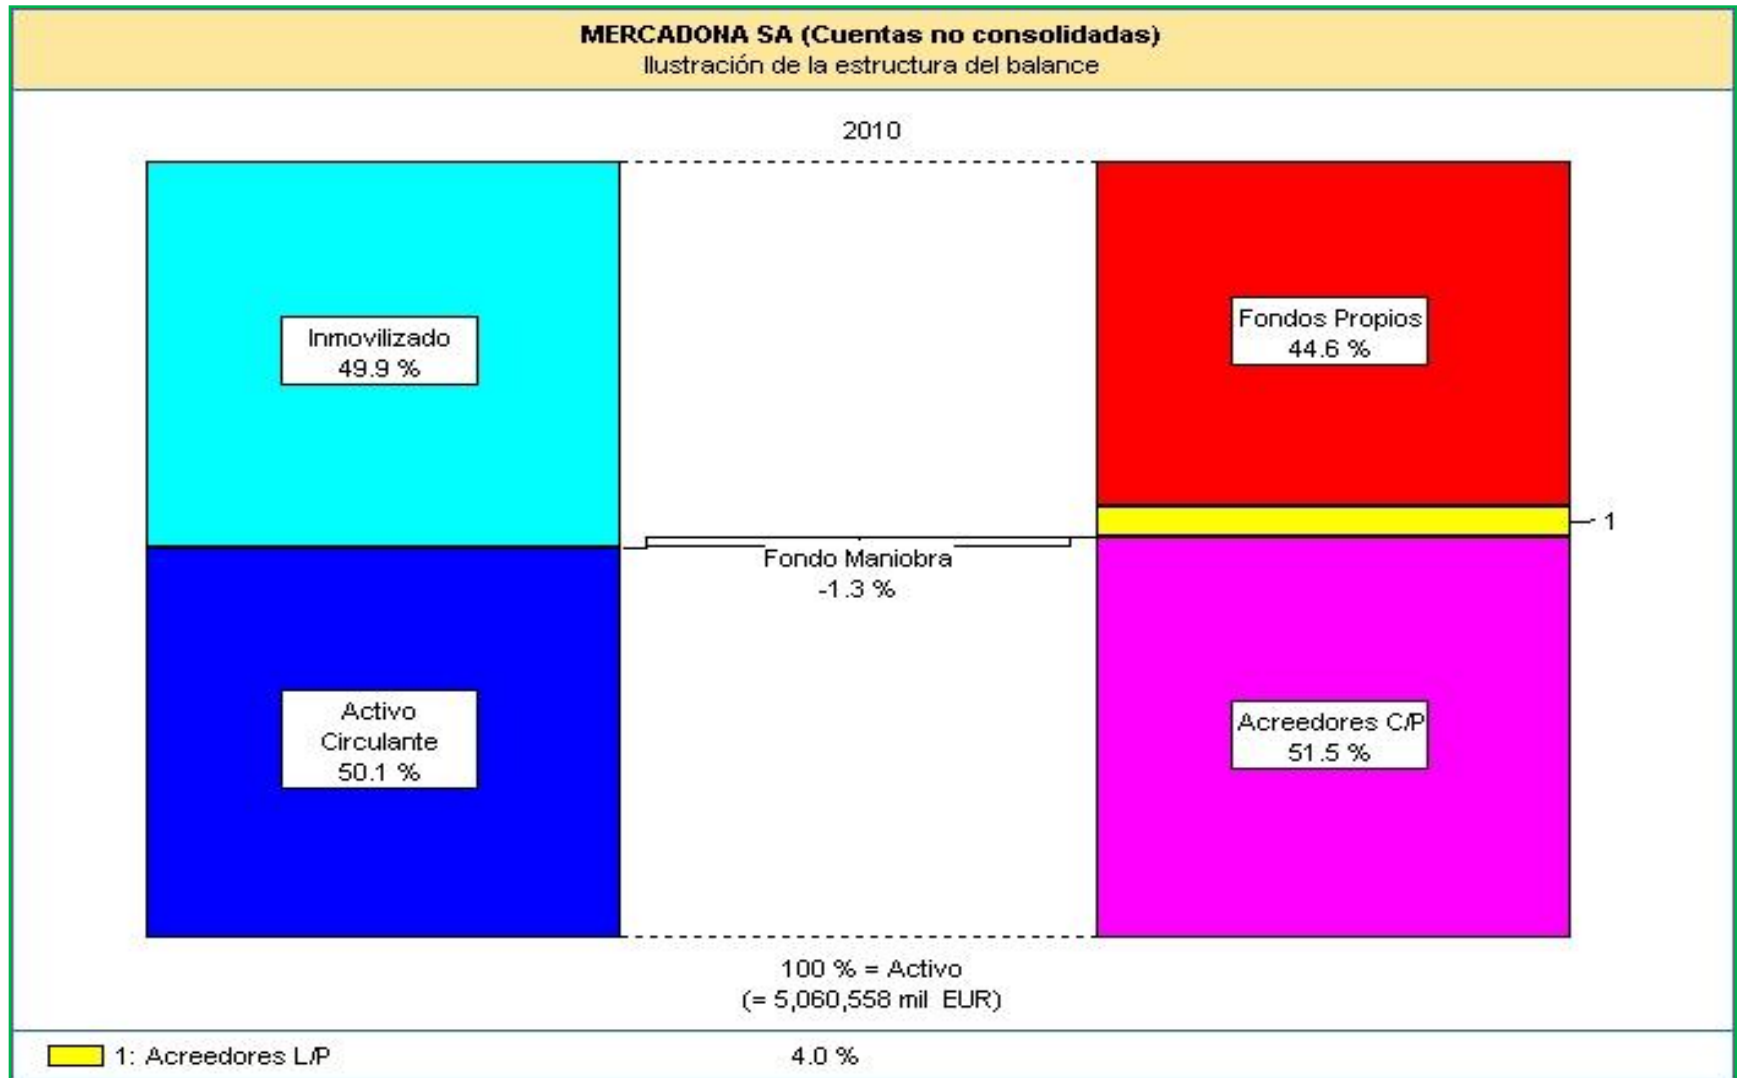 MERCADONA SA (Cuentas no consolidadas)
Ilustración de la estructura del balance
2010
Inmovilizado
49.9 %
Fondos Propios
44.6 %
1
Fondo Maniobra
-1.3 %
Activo
Circulante
50.1 %
Acreedores C/P
51.5 %
100 % = Activo
(= 5,060,558 mil EUR)
1: Acreedores L/P 4.0 %